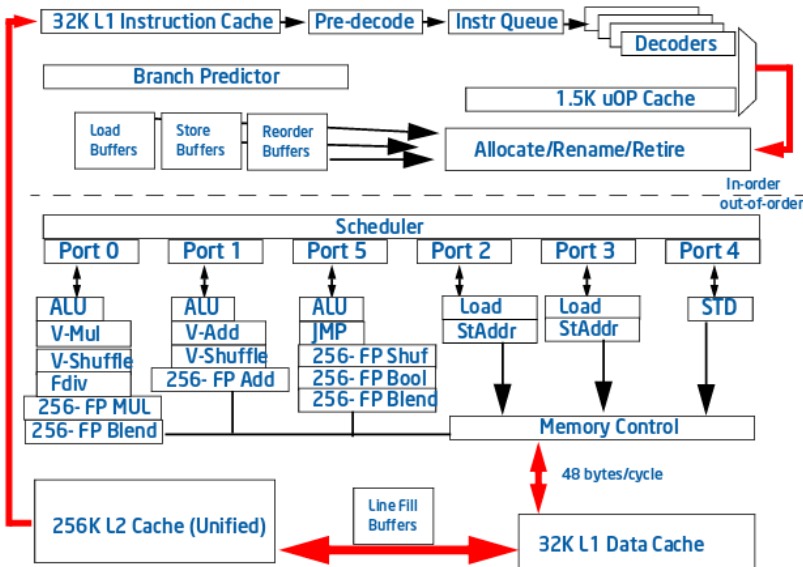 32K L1 Instruction Cache
Pre-decode
Instr Queue
Decoders
Branch Predictor
1.5K uOP Cache
Load
Buffers
Store
Buffers
Reorder
Buffers
Allocate/Rename/Retire
In-order
out-of-order
Scheduler
Port 0
Port 1
Port 5
Port 2
Port 3
Port 4
ALU
V-Mul
V-Shuffle
Fdiv
256- FP MUL
256- FP Blend
ALU
V-Add
V-Shuffle
256- FP Add
ALU
JMP
256- FP Shuf
256- FP Bool
256- FP Blend
Load
StAddr
Load
StAddr
STD
Memory Control
48 bytes/cycle
256K L2 Cache (Unified)
Line Fill
Buffers
32K L1 Data Cache